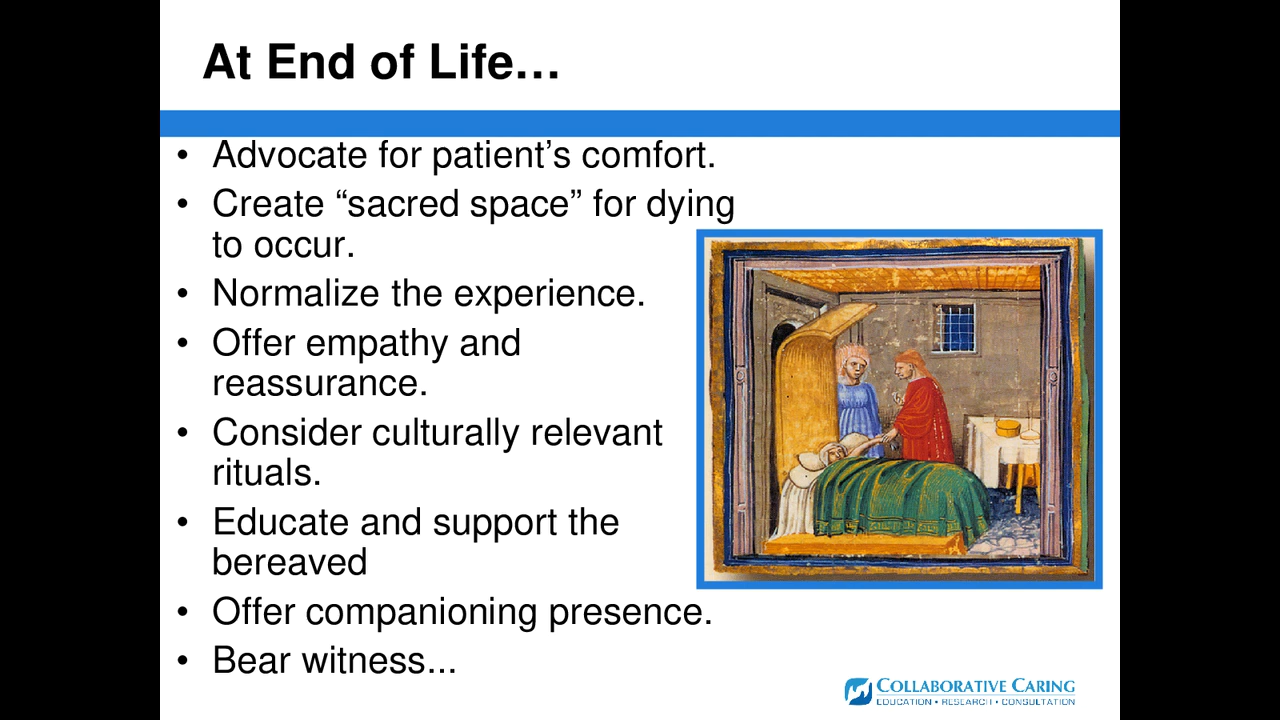 At End of Life…
• Advocate for patient’s comfort.
• Create “sacred space” for dying
to occur.
• Normalize the experience.
• Offer empathy and
reassurance.
• Consider culturally relevant
rituals.
• Educate and support the
bereaved
• Offer companioning presence.
• Bear witness...
COLLABORATIVE CARING
EDUCATION • RESEARCH • CONSULTATION